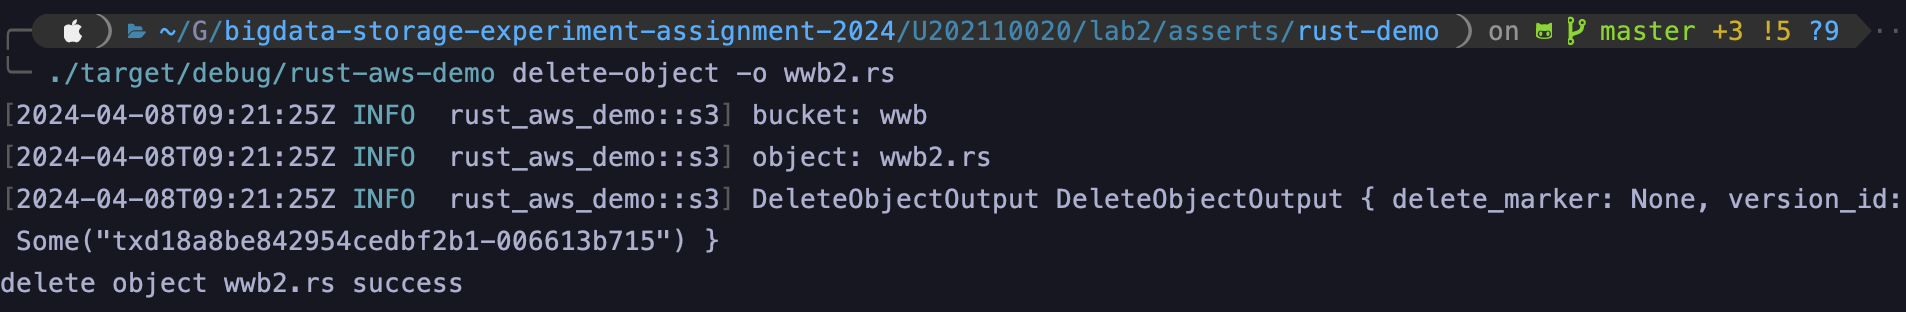 ~/G/bigdata-storage-experiment-assignment-2024/U202110020/lab2/asserts/rust-demo on master +3 !5 ?9
./target/debug/rust-aws-demo delete-object -o wwb2.rs
[2024-04-08T09:21:25Z INFO  rust_aws_demo::s3] bucket: wwb
[2024-04-08T09:21:25Z INFO  rust_aws_demo::s3] object: wwb2.rs
[2024-04-08T09:21:25Z INFO  rust_aws_demo::s3] DeleteObjectOutput DeleteObjectOutput { delete_marker: None, version_id:
 Some("txd18a8be842954cedbf2b1-006613b715") }
delete object wwb2.rs success